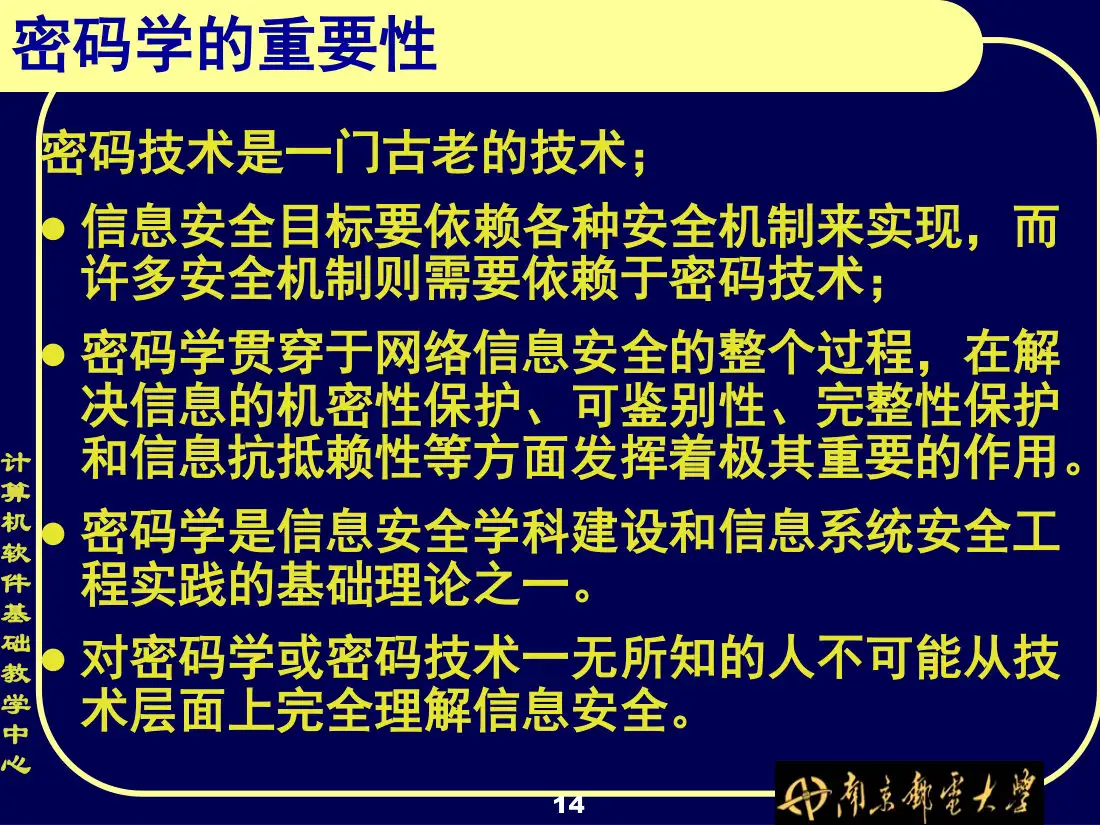 密码学的重要性
密码技术是一门古老的技术；
● 信息安全目标要依赖各种安全机制来实现，而
许多安全机制则需要依赖于密码技术；
● 密码学贯穿于网络信息安全的整个过程，在解
决信息的机密性保护、可鉴别性、完整性保护
和信息抗抵赖性等方面发挥着极其重要的作用。
● 密码学是信息安全学科建设和信息系统安全工
程实践的基础理论之一。
● 对密码学或密码技术一无所知的人不可能从技
术层面上完全理解信息安全。
计算机软件基础教学中心
14
南京郵電大學